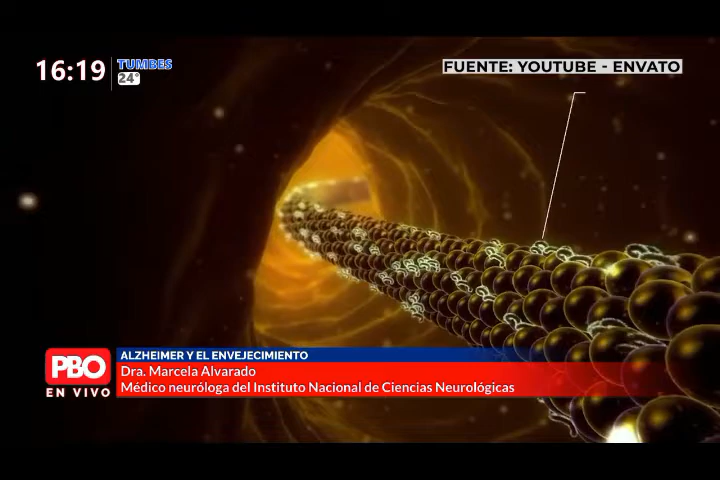 16:19
TUMBES
24°
FUENTE: YOUTUBE - ENVATO
ALZHEIMER Y EL ENVEJECIMIENTO
PBO
Dra. Marcela Alvarado
Médico neuróloga del Instituto Nacional de Ciencias Neurológicas
EN VIVO